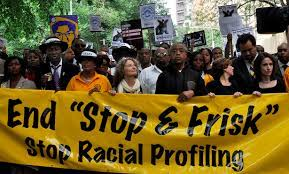 End "Stop & Frisk"
Stop Racial Profiling